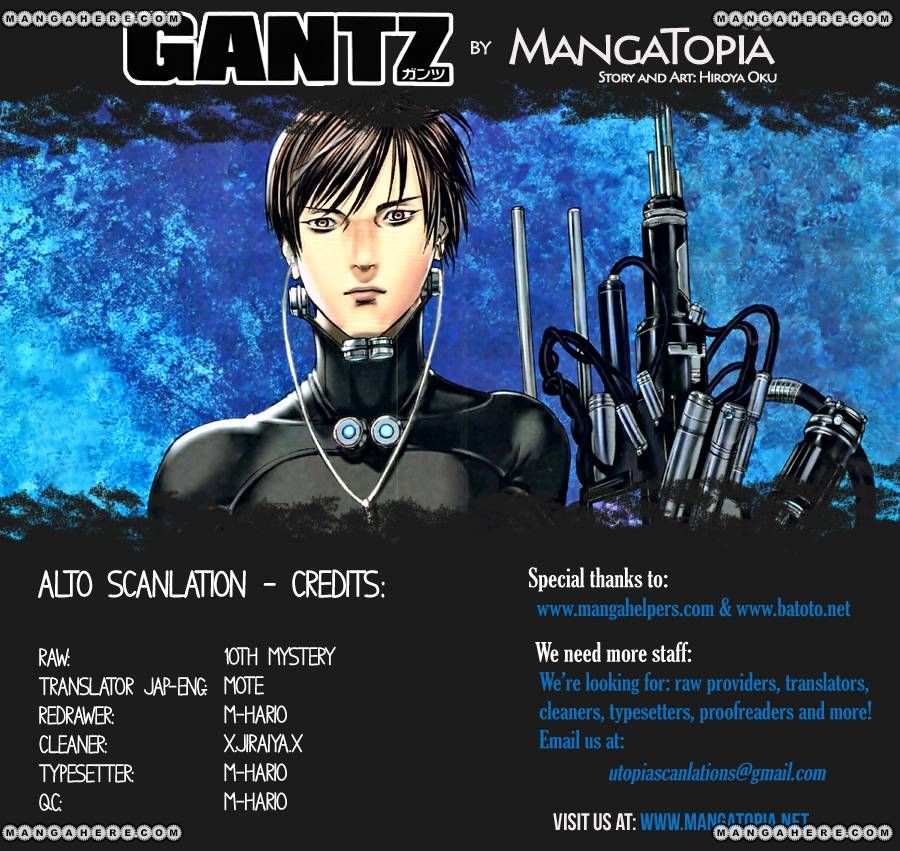 MANGAHERE.COM
MANGAHERE.COM
GANTZ
ガンツ
BY MANGATOPIA
STORY AND ART: HIROYA OKU
ALTO SCANLATION - CREDITS:
RAW: 10TH MYSTERY
TRANSLATOR JAP-ENG: MOTE
REDRAWER: M-HARIO
CLEANER: XJIRAIYAX
TYPESETTER: M-HARIO
QC: M-HARIO
Special thanks to:
www.mangahelpers.com & www.batoto.net
We need more staff:
We're looking for: raw providers, translators,
cleaners, typesetters, proofreaders and more!
Email us at:
utopiascanlations@gmail.com
VISIT US AT: WWW.MANGATOPIA.NET
MANGAHERE.COM
MANGAHERE.COM